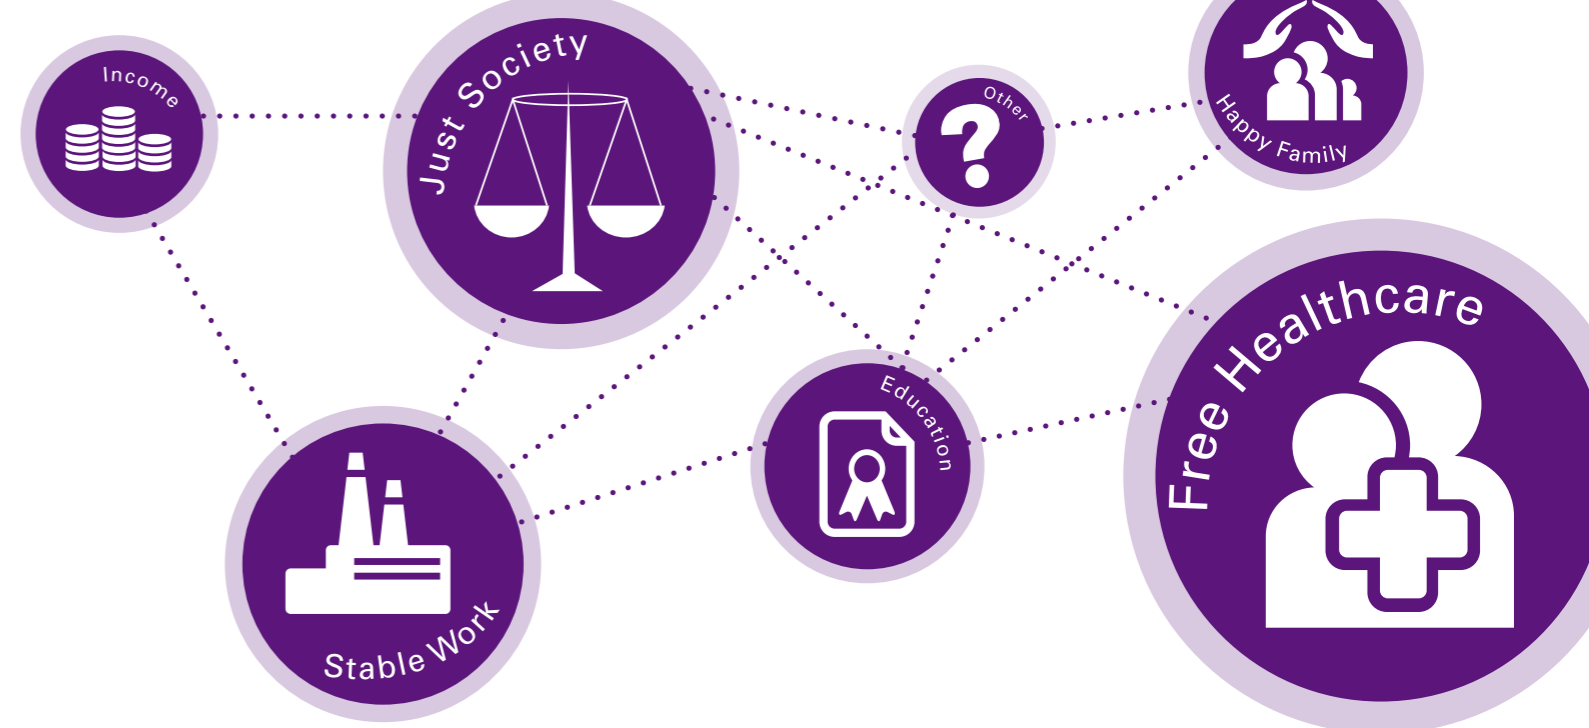 Income
Just Society
Other
Happy Family
Free Healthcare
Education
Stable Work